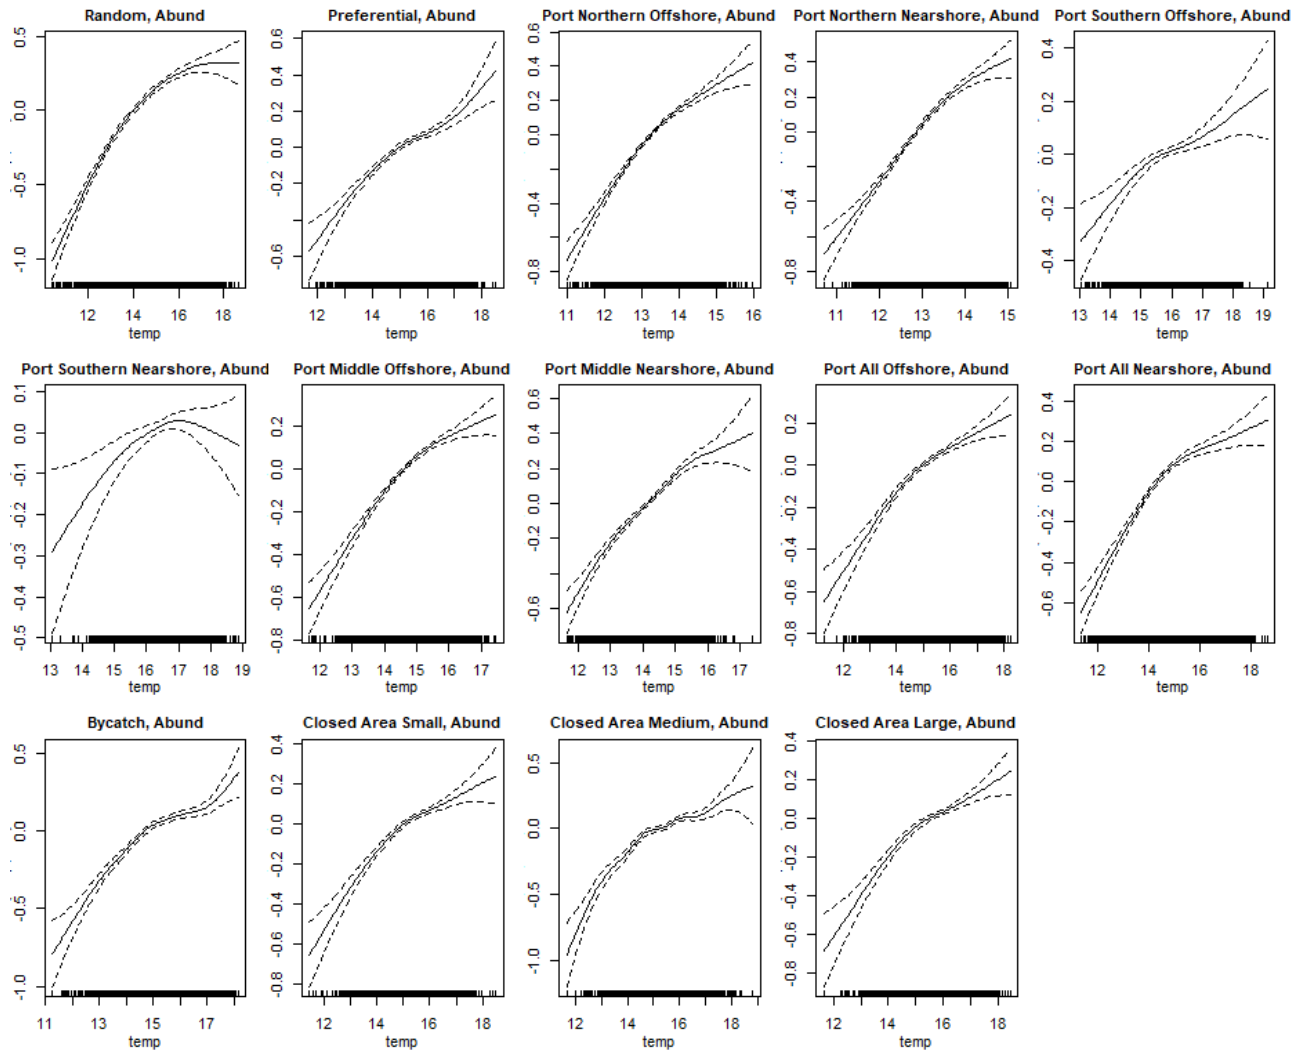 Random, Abund Preferential, Abund Port Northern Offshore, Abund Port Northern Nearshore, Abund Port Southern Offshore, Abund
0.5 0.0 -0.5 -1.0
12 14 16 18
temp
0.6 0.4 0.2 0.0 -0.2 -0.6
12 14 16 18
temp
0.6 0.4 0.2 0.0 -0.4 -0.8
11 12 13 14 15 16
temp
0.4 0.2 0.0 -0.4 -0.8
11 12 13 14 15
temp
0.4 0.2 0.0 -0.2 -0.4
13 14 15 16 17 18 19
temp
Port Southern Nearshore, Abund Port Middle Offshore, Abund Port Middle Nearshore, Abund Port All Offshore, Abund Port All Nearshore, Abund
0.1 0.0 -0.1 -0.2 -0.3 -0.4 -0.5
13 14 15 16 17 18 19
temp
0.2 0.0 -0.2 -0.4 -0.6 -0.8
12 13 14 15 16 17
temp
0.6 0.4 0.2 0.0 -0.2 -0.6
12 13 14 15 16 17
temp
0.2 0.0 -0.2 -0.4 -0.6 -0.8
12 14 16 18
temp
0.4 0.2 0.0 -0.2 -0.6
12 14 16 18
temp
Bycatch, Abund Closed Area Small, Abund Closed Area Medium, Abund Closed Area Large, Abund
0.5 0.0 -0.5 -1.0
11 13 15 17
temp
0.4 0.2 0.0 -0.2 -0.4 -0.6 -0.8
12 14 16 18
temp
0.5 0.0 -0.5 -1.0
12 14 16 18
temp
0.4 0.2 0.0 -0.2 -0.4 -0.6 -0.8
12 14 16 18
temp